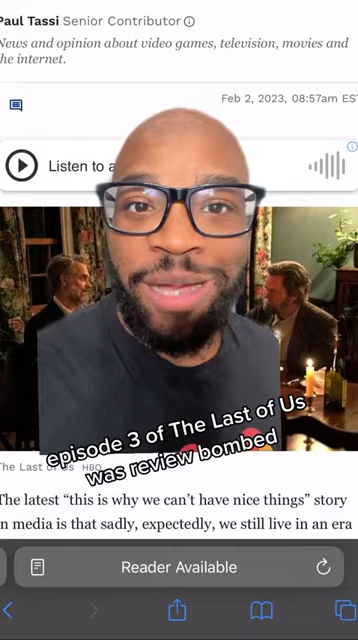 Paul Tassi Senior Contributor
News and opinion about video games, television, movies and
the internet.
Feb 2, 2023, 08:57am EST
Listen to a
episode 3 of The Last of Us
was review bombed
The Last of Us HBO
The latest “this is why we can’t have nice things” story
in media is that sadly, expectedly, we still live in an era
Reader Available